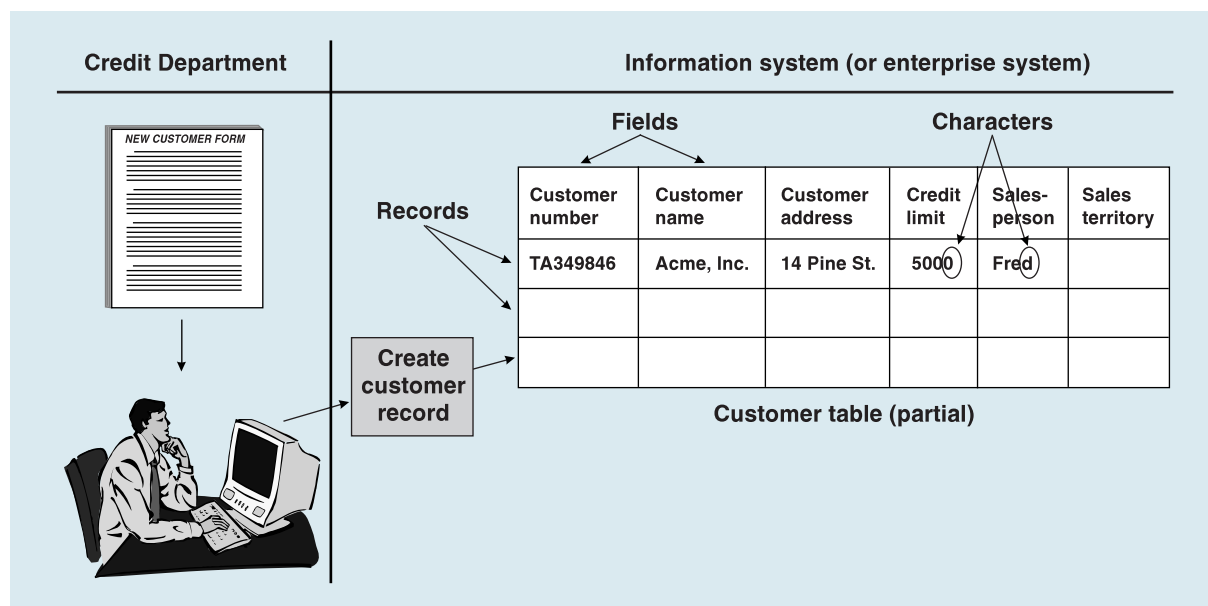 Credit Department
Information system (or enterprise system)
NEW CUSTOMER FORM
Fields
Characters
Records
Customer number
Customer name
Customer address
Credit limit
Sales-person
Sales territory
TA349846
Acme, Inc.
14 Pine St.
5000
Fred
Create
customer
record
Customer table (partial)